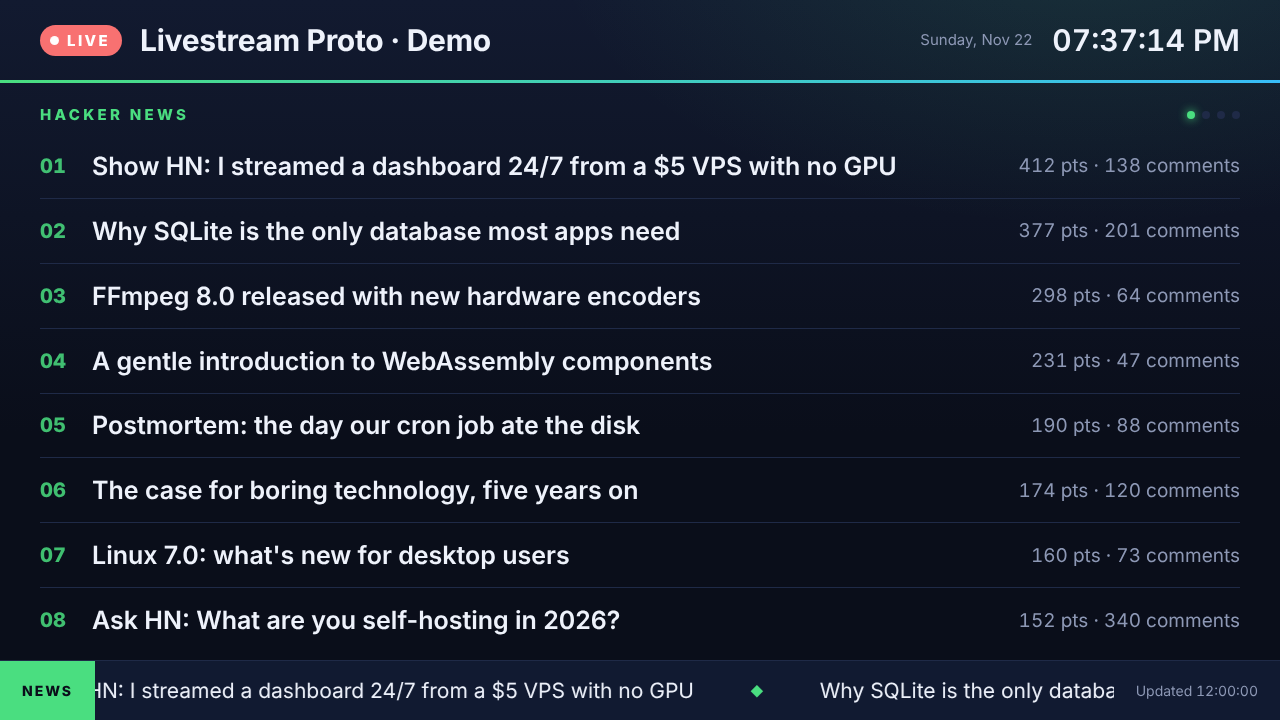 LIVE
Livestream Proto · Demo
Sunday, Nov 22
07:37:14 PM
HACKER NEWS
01 Show HN: I streamed a dashboard 24/7 from a $5 VPS with no GPU 412 pts · 138 comments
02 Why SQLite is the only database most apps need 377 pts · 201 comments
03 FFmpeg 8.0 released with new hardware encoders 298 pts · 64 comments
04 A gentle introduction to WebAssembly components 231 pts · 47 comments
05 Postmortem: the day our cron job ate the disk 190 pts · 88 comments
06 The case for boring technology, five years on 174 pts · 120 comments
07 Linux 7.0: what's new for desktop users 160 pts · 73 comments
08 Ask HN: What are you self-hosting in 2026? 152 pts · 340 comments
NEWS HN: I streamed a dashboard 24/7 from a $5 VPS with no GPU ◆ Why SQLite is the only databa Updated 12:00:00